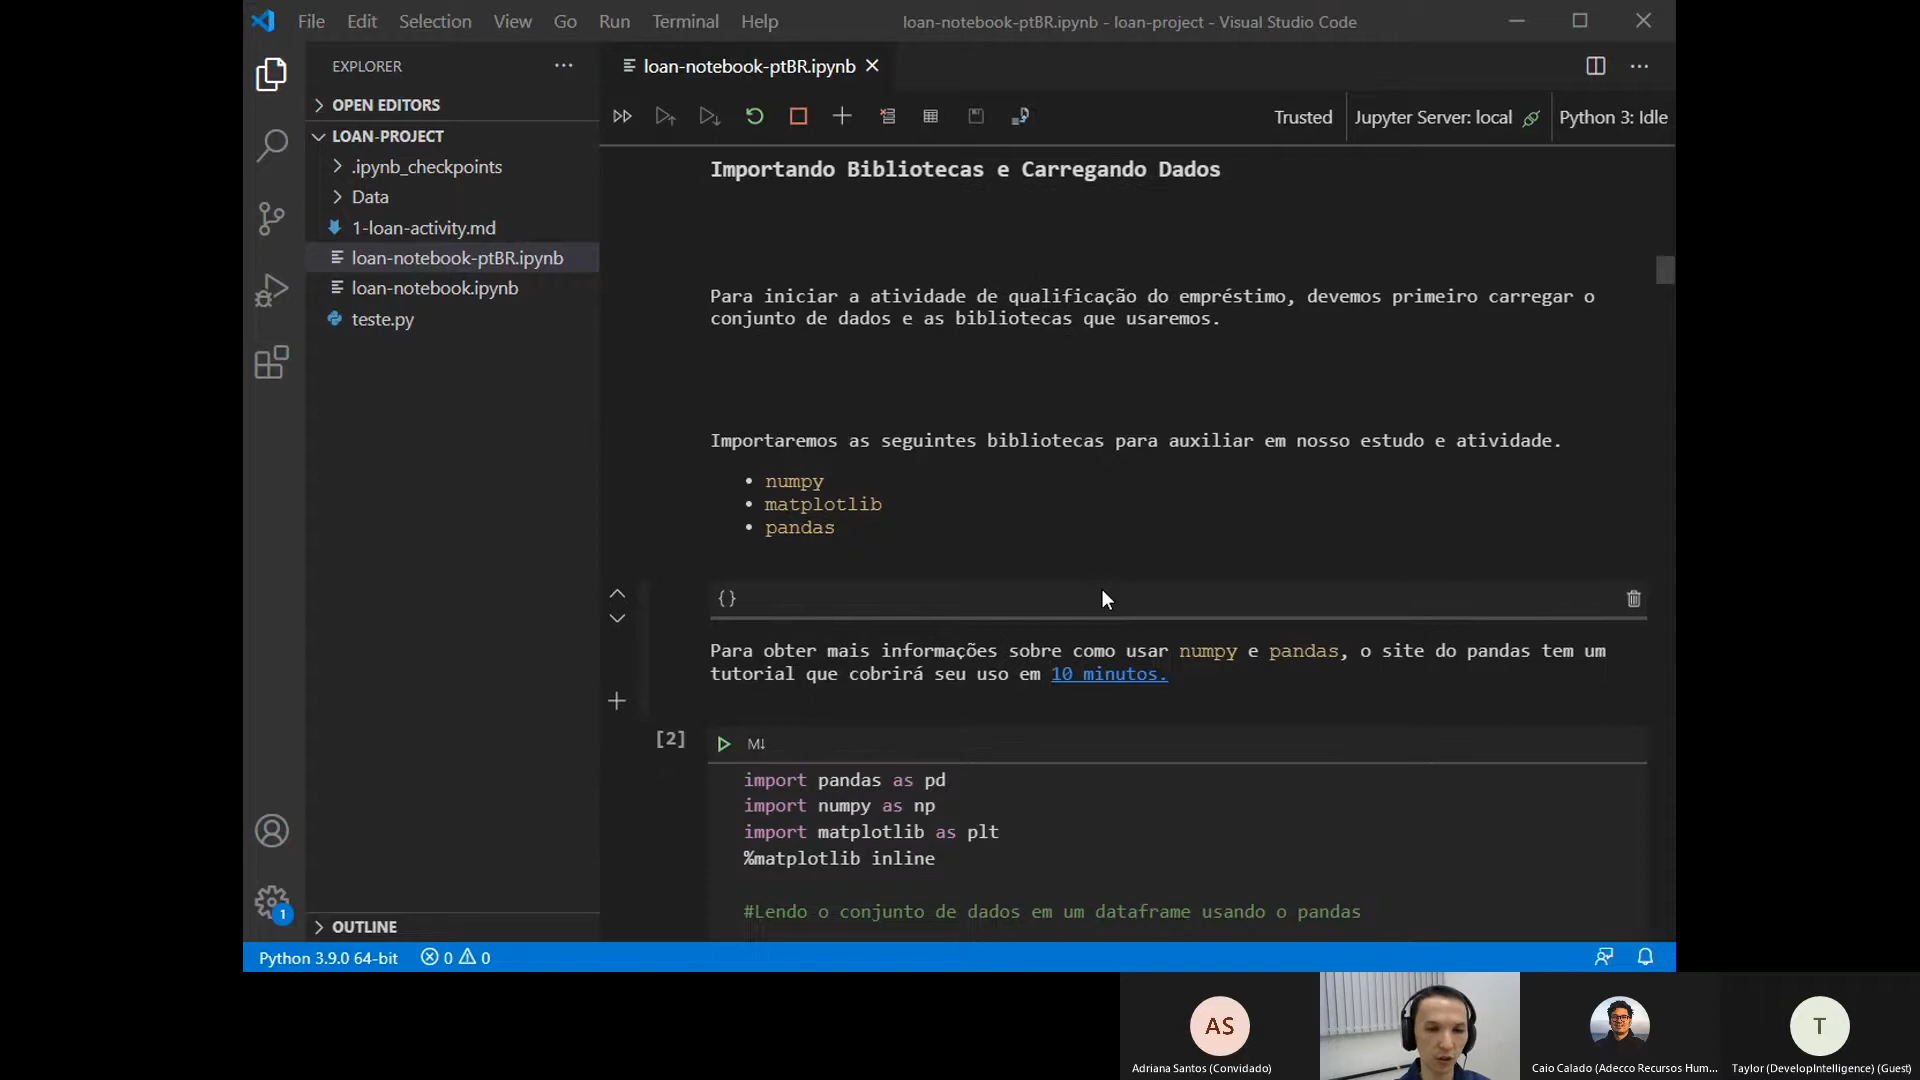 File Edit Selection View Go Run Terminal Help
loan-notebook-ptBR.ipynb - loan-project - Visual Studio Code
EXPLORER
OPEN EDITORS
LOAN-PROJECT
.ipynb_checkpoints
Data
1-loan-activity.md
loan-notebook-ptBR.ipynb
loan-notebook.ipynb
teste.py
OUTLINE
loan-notebook-ptBR.ipynb
Trusted
Jupyter Server: local
Python 3: Idle
Importando Bibliotecas e Carregando Dados
Para iniciar a atividade de qualificação do empréstimo, devemos primeiro carregar o
conjunto de dados e as bibliotecas que usaremos.
Importaremos as seguintes bibliotecas para auxiliar em nosso estudo e atividade.
• numpy
• matplotlib
• pandas
{}
Para obter mais informações sobre como usar numpy e pandas, o site do pandas tem um
tutorial que cobrirá seu uso em 10 minutos.
[2]
M↓
import pandas as pd
import numpy as np
import matplotlib as plt
%matplotlib inline
#Lendo o conjunto de dados em um dataframe usando o pandas
1
Python 3.9.0 64-bit
0 0
AS
T
Adriana Santos (Convidado)
Caio Calado (Adecco Recursos Hum...
Taylor (DevelopIntelligence) (Guest)